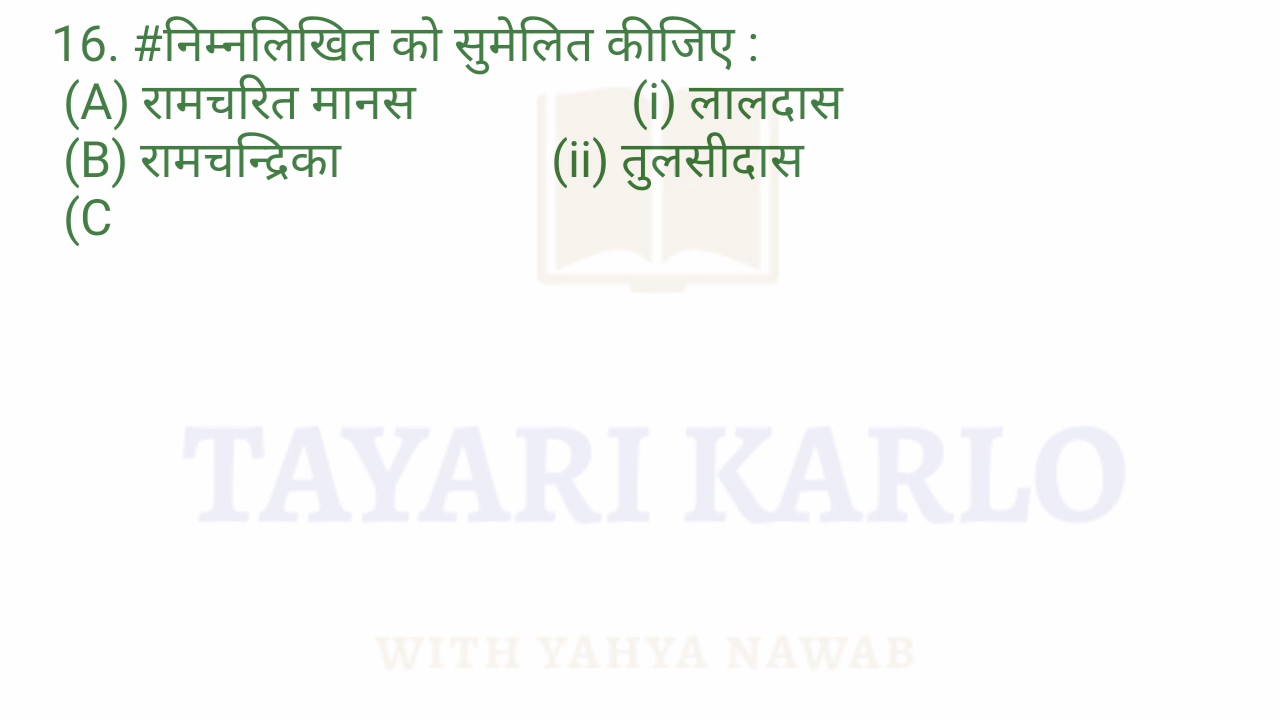 16. #निम्नलिखित को सुमेलित कीजिए :
(A) रामचरित मानस (i) लालदास
(B) रामचन्द्रिका (ii) तुलसीदास
(C
TAYARI KARLO
WITH YAHYA NAWAB